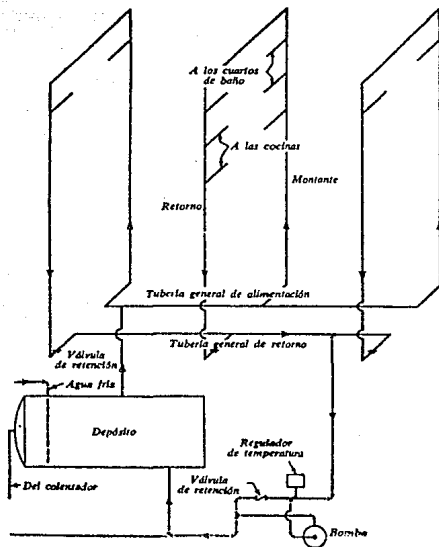 A los cuartos
de baño
A las cocinas
Montante
Retorno
Tubería general de alimentación
Tubería general de retorno
Válvula de
retención
Agua fria
Depósito
Regulador
de temperatura
Válvula de
retención
Del calentador
Bomba